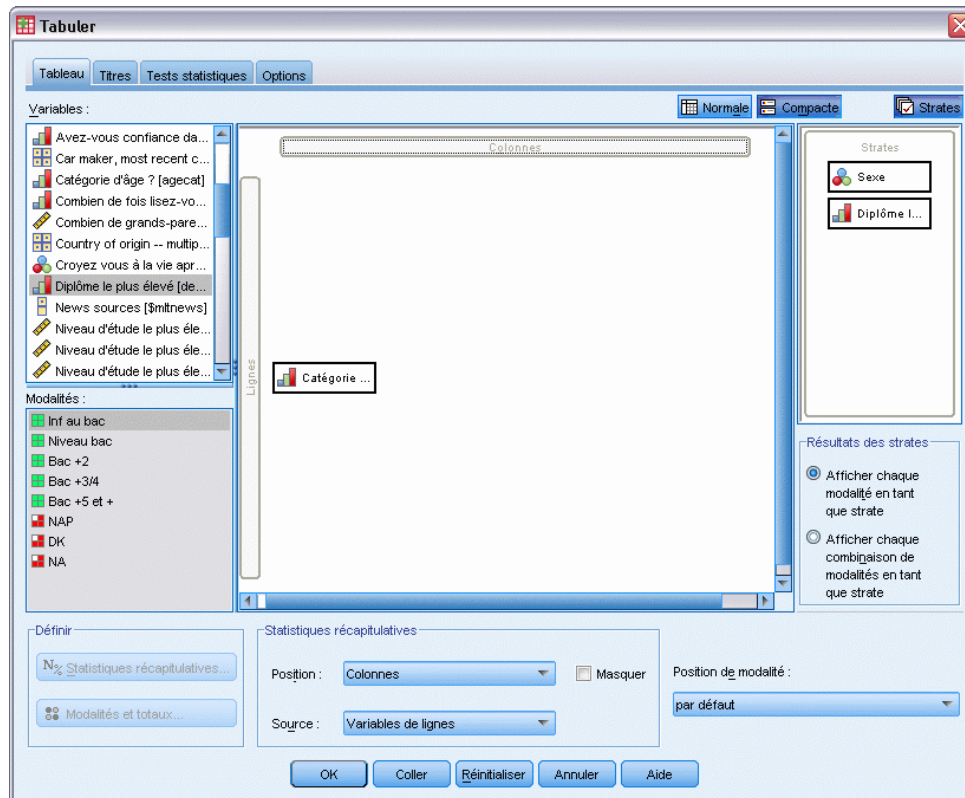 Tabuler
Tableau Titres Tests statistiques Options
Variables :
Normale Compacte Strates
Avez-vous confiance da...
Car maker, most recent c...
Catégorie d'âge ? [agecat]
Combien de fois lisez-vo...
Combien de grands-pare...
Country of origin -- multip...
Croyez vous à la vie apr...
Diplôme le plus élevé [de...
News sources [$mltnews]
Niveau d'étude le plus éle...
Niveau d'étude le plus éle...
Niveau d'étude le plus éle...
Modalités :
Inf au bac
Niveau bac
Bac +2
Bac +3/4
Bac +5 et +
NAP
DK
NA
Colonnes
Lignes
Catégorie ...
Strates
Sexe
Diplôme l...
Résultats des strates
Afficher chaque
modalité en tant
que strate
Afficher chaque
combinaison de
modalités en tant
que strate
Définir
N% Statistiques récapitulatives...
Modalités et totaux...
Statistiques récapitulatives
Position : Colonnes Masquer
Source : Variables de lignes
Position de modalité :
par défaut
OK Coller Réinitialiser Annuler Aide